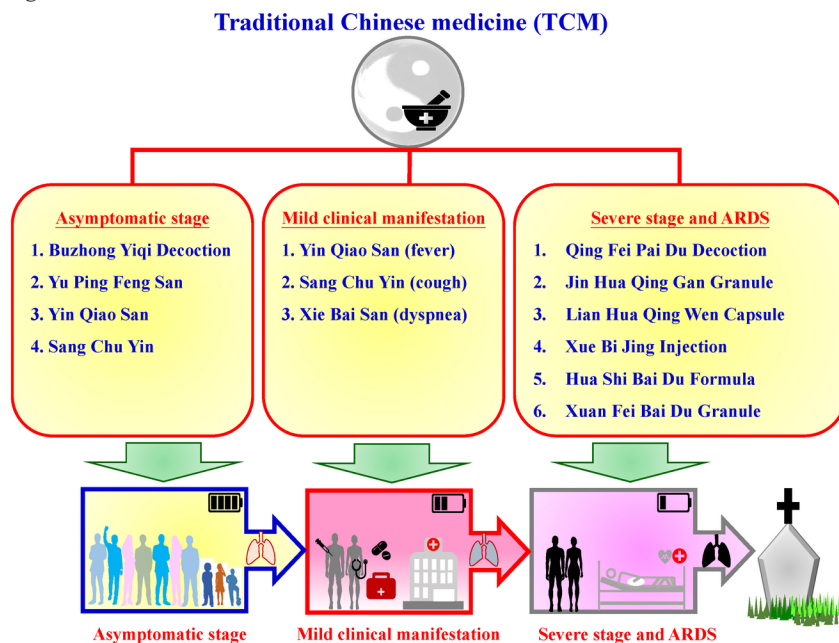 Traditional Chinese medicine (TCM)
Asymptomatic stage
1. Buzhong Yiqi Decoction
2. Yu Ping Feng San
3. Yin Qiao San
4. Sang Chu Yin
Mild clinical manifestation
1. Yin Qiao San (fever)
2. Sang Chu Yin (cough)
3. Xie Bai San (dyspnea)
Severe stage and ARDS
1. Qing Fei Pai Du Decoction
2. Jin Hua Qing Gan Granule
3. Lian Hua Qing Wen Capsule
4. Xue Bi Jing Injection
5. Hua Shi Bai Du Formula
6. Xuan Fei Bai Du Granule
Asymptomatic stage
Mild clinical manifestation
Severe stage and ARDS